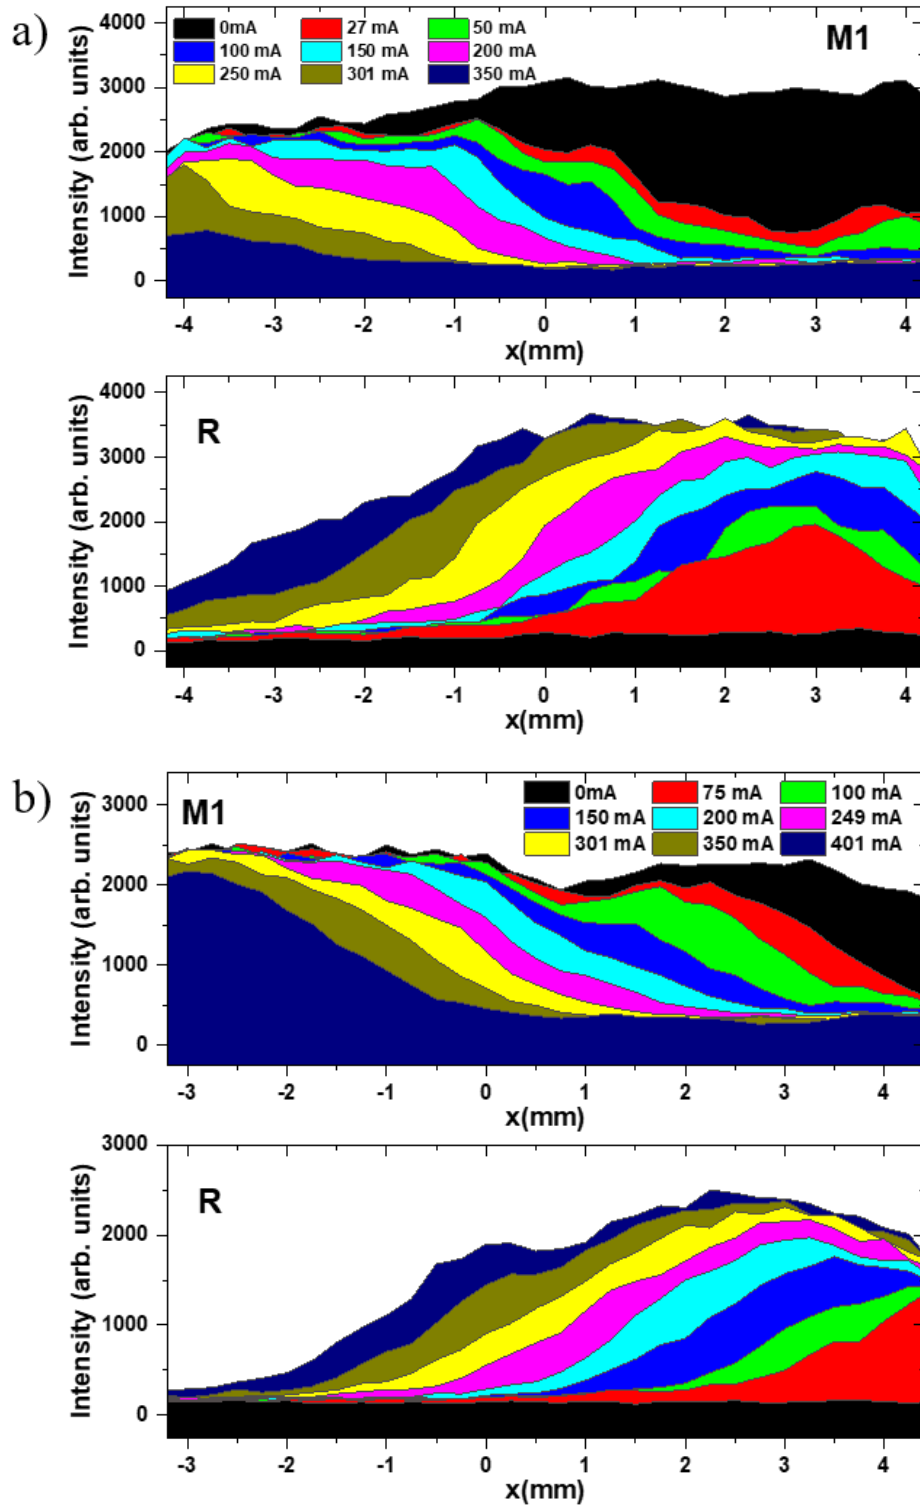 a)
4000
3000
2000
1000
0
Intensity (arb. units)
0mA 27 mA 50 mA
100 mA 150 mA 200 mA
250 mA 301 mA 350 mA
M1
-4 -3 -2 -1 0 1 2 3 4
x(mm)
4000
3000
2000
1000
0
Intensity (arb. units)
R
-4 -3 -2 -1 0 1 2 3 4
x(mm)
b)
3000
2000
1000
0
Intensity (arb. units)
M1
0mA 75 mA 100 mA
150 mA 200 mA 249 mA
301 mA 350 mA 401 mA
-3 -2 -1 0 1 2 3 4
x(mm)
3000
2000
1000
0
Intensity (arb. units)
R
-3 -2 -1 0 1 2 3 4
x(mm)